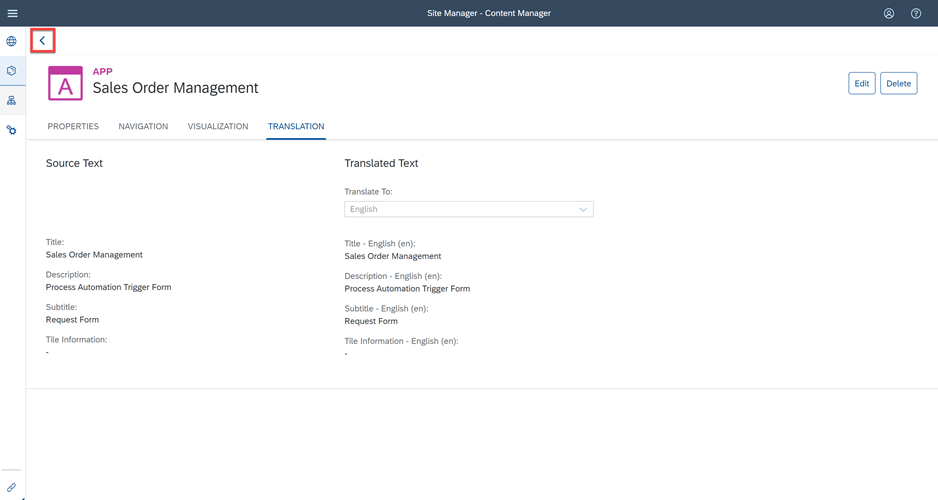 Site Manager - Content Manager
A
APP
Sales Order Management
Edit
Delete
PROPERTIES
NAVIGATION
VISUALIZATION
TRANSLATION
Source Text
Translated Text
Translate To:
English
Title:
Sales Order Management
Description:
Process Automation Trigger Form
Subtitle:
Request Form
Tile Information:
-
Title - English (en):
Sales Order Management
Description - English (en):
Process Automation Trigger Form
Subtitle - English (en):
Request Form
Tile Information - English (en):
-